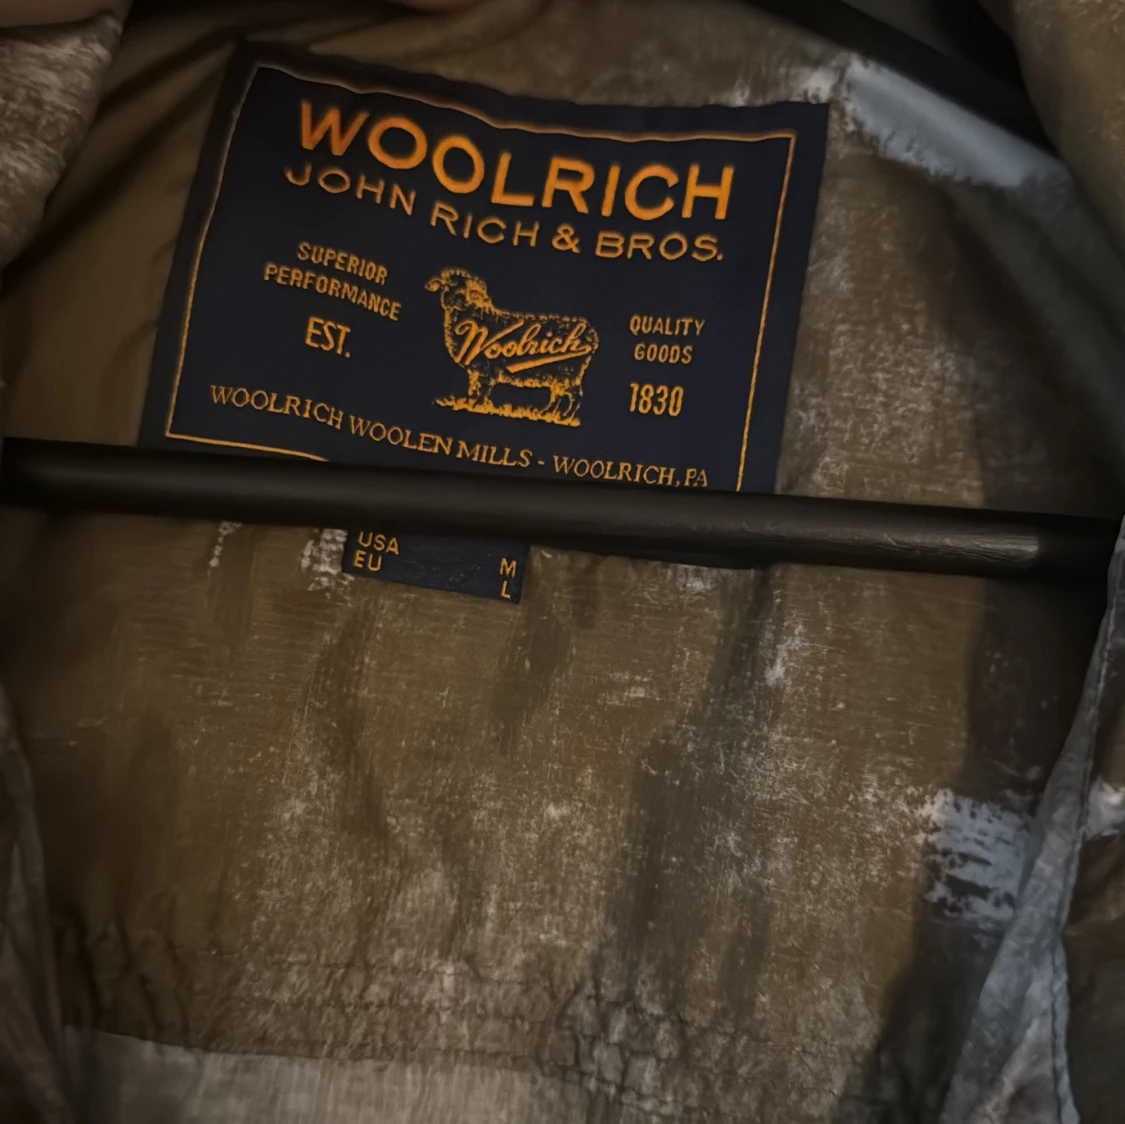 WOOLRICH
JOHN RICH & BROS.
SUPERIOR
PERFORMANCE
EST.
Woolrich
QUALITY
GOODS
1830
WOOLRICH WOOLEN MILLS - WOOLRICH, PA
USA M
EU L